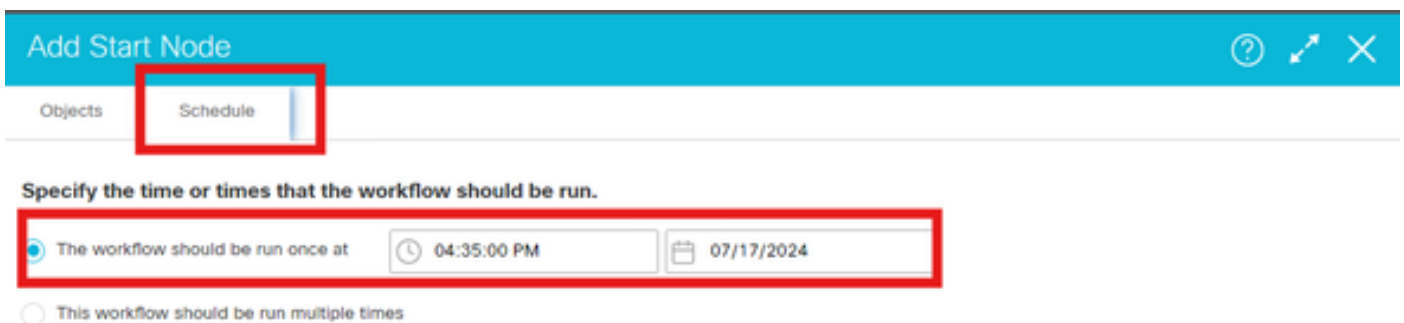 Add Start Node
Objects Schedule
Specify the time or times that the workflow should be run.
The workflow should be run once at 04:35:00 PM 07/17/2024
This workflow should be run multiple times